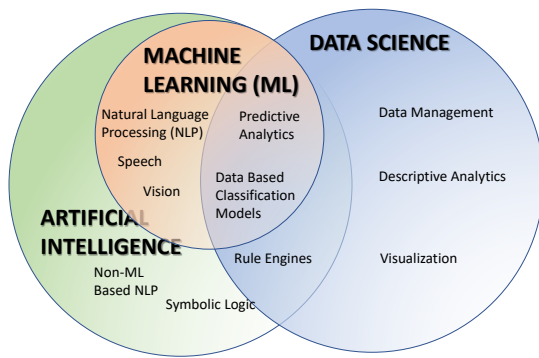 MACHINE
LEARNING (ML)
DATA SCIENCE
Natural Language
Processing (NLP)
Speech
Vision
Predictive
Analytics
Data Based
Classification
Models
Data Management
Descriptive Analytics
Visualization
ARTIFICIAL
INTELLIGENCE
Rule Engines
Non-ML
Based NLP
Symbolic Logic